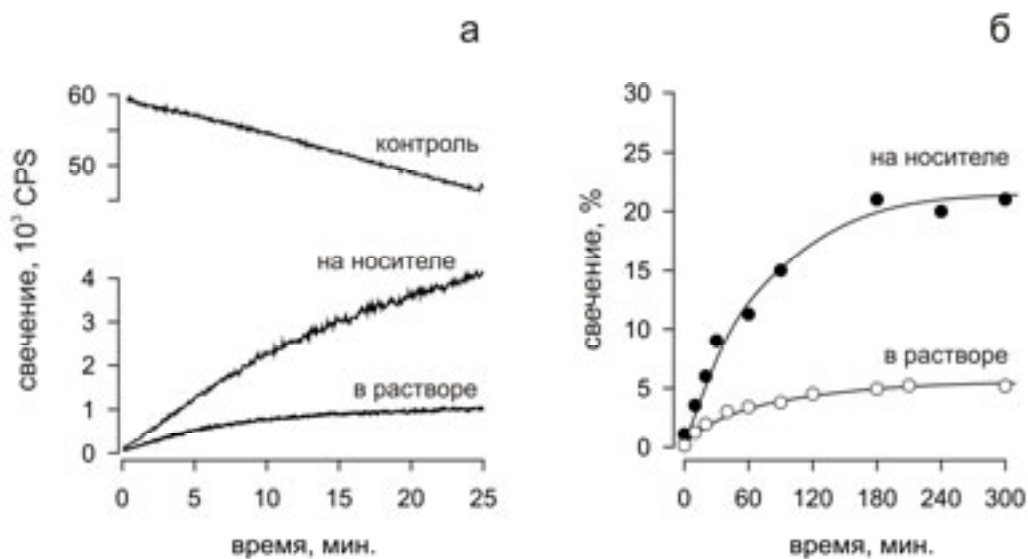 а
свечение, 10³ CPS
60
50
4
3
2
1
0
контроль
на носителе
в растворе
0 5 10 15 20 25
время, мин.
б
свечение, %
30
25
20
15
10
5
0
на носителе
в растворе
0 60 120 180 240 300
время, мин.